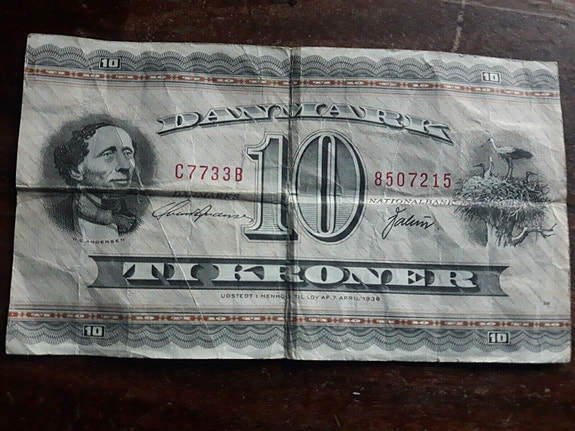 10 10
DANMARK
C7733B 10 8507215
DANMARKS NATIONALBANK
H.C. ANDERSEN
TI KRONER
UDSTEDT I HENHOLD TIL LOV AF 7. APRIL 1936
10 10